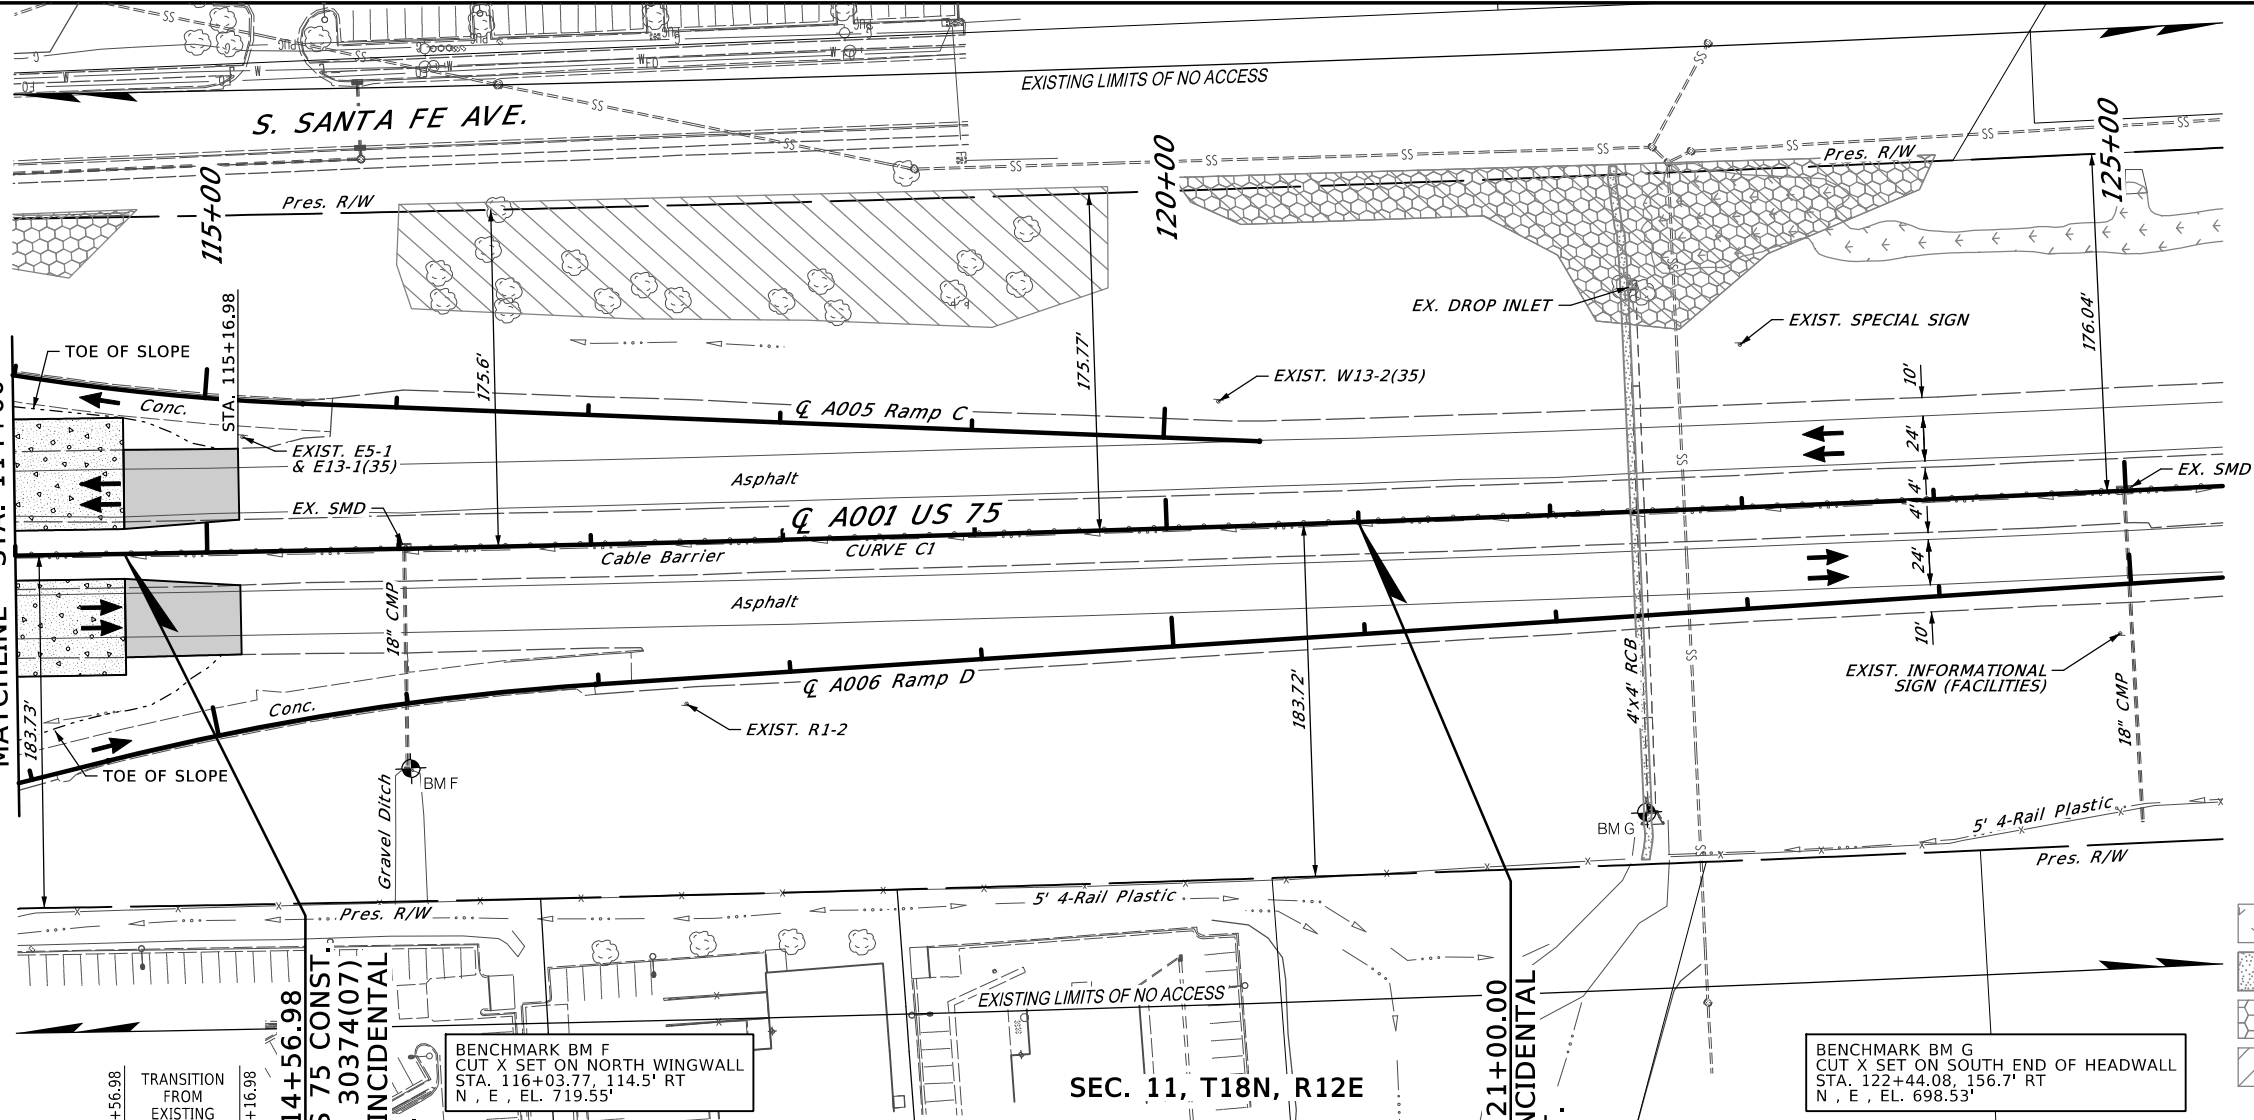 EXISTING LIMITS OF NO ACCESS
S. SANTA FE AVE.
Pres. R/W
Pres. R/W
115+00
120+00
125+00
EX. DROP INLET
EXIST. SPECIAL SIGN
TOE OF SLOPE
STA. 115+16.98
175.6'
175.77'
176.04'
EXIST. W13-2(35)
10'
24'
4'
4'
24'
10'
Conc.
℄ A005 Ramp C
EXIST. E5-1
& E13-1(35)
Asphalt
EX. SMD
EX. SMD
℄ A001 US 75
Cable Barrier
CURVE C1
18" CMP
Asphalt
4'x4' RCB
EXIST. INFORMATIONAL
SIGN (FACILITIES)
℄ A006 Ramp D
Conc.
183.73'
183.72'
EXIST. R1-2
TOE OF SLOPE
BM F
Gravel Ditch
18" CMP
BM G
5' 4-Rail Plastic
Pres. R/W
Pres. R/W
5' 4-Rail Plastic
EXISTING LIMITS OF NO ACCESS
14+56.98
75 CONST.
30374(07)
INCIDENTAL
21+00.00
NCIDENTAL
BENCHMARK BM F
CUT X SET ON NORTH WINGWALL
STA. 116+03.77, 114.5' RT
N , E , EL. 719.55'
SEC. 11, T18N, R12E
BENCHMARK BM G
CUT X SET ON SOUTH END OF HEADWALL
STA. 122+44.08, 156.7' RT
N , E , EL. 698.53'
+56.98
TRANSITION
FROM
EXISTING
+16.98